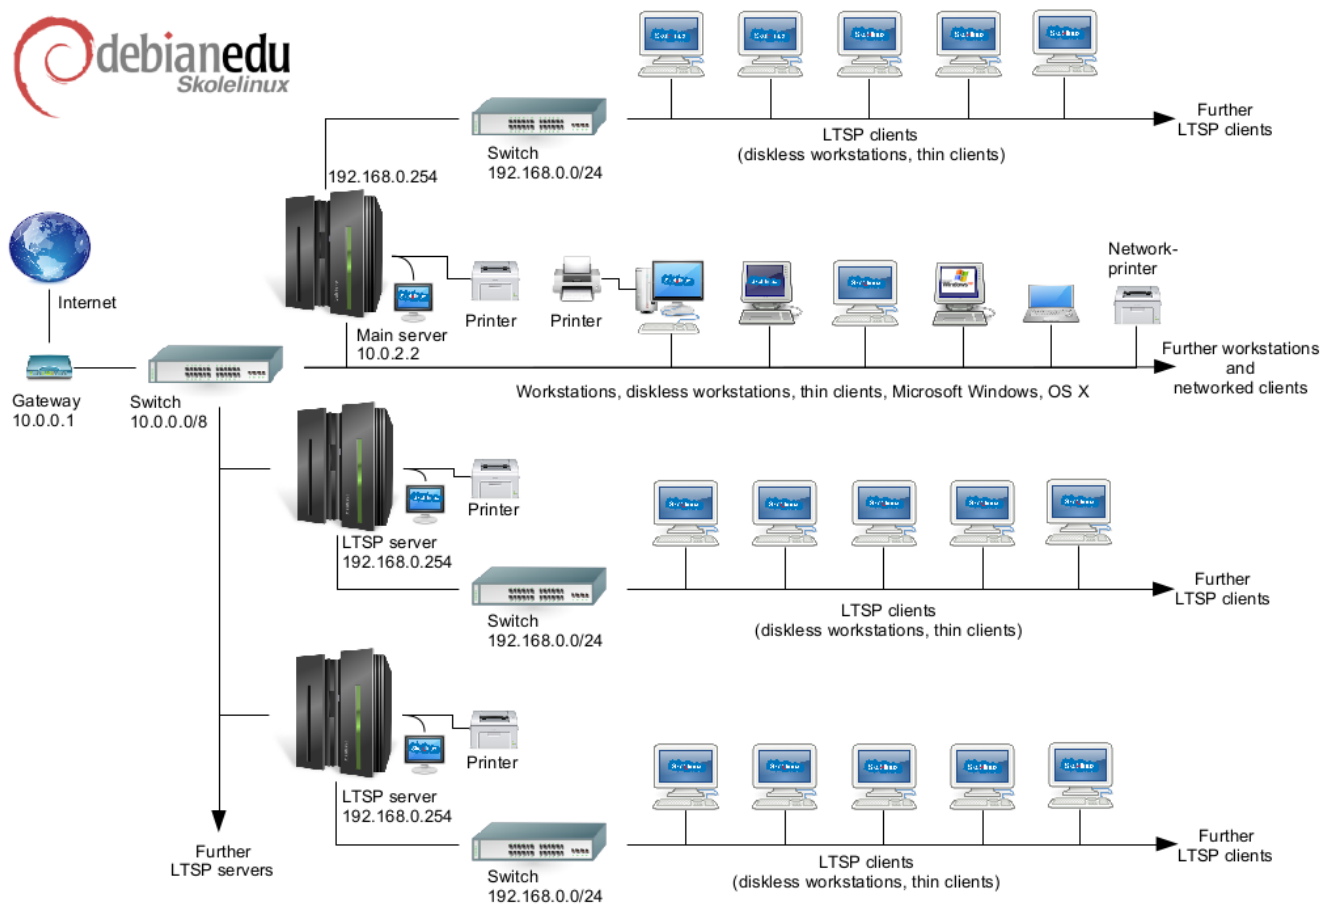 debianedu
Skolelinux
Further
LTSP clients
LTSP clients
(diskless workstations, thin clients)
Switch
192.168.0.0/24
192.168.0.254
Network-
printer
Internet
Printer
Printer
Main server
10.0.2.2
Further workstations
and
networked clients
Workstations, diskless workstations, thin clients, Microsoft Windows, OS X
Gateway
10.0.0.1
Switch
10.0.0.0/8
Printer
LTSP server
192.168.0.254
Further
LTSP clients
LTSP clients
(diskless workstations, thin clients)
Switch
192.168.0.0/24
Printer
LTSP server
192.168.0.254
Further
LTSP clients
Further
LTSP servers
LTSP clients
(diskless workstations, thin clients)
Switch
192.168.0.0/24